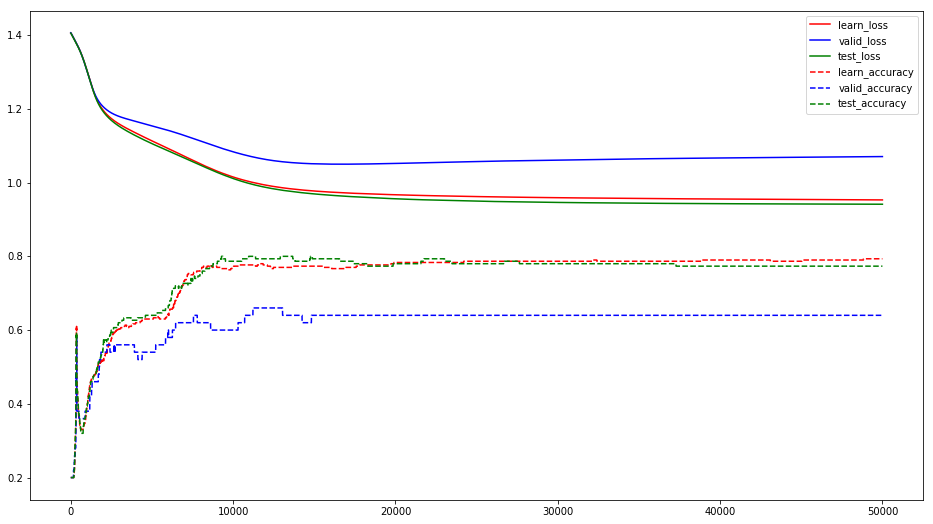 1.4
1.2
1.0
0.8
0.6
0.4
0.2
0
10000
20000
30000
40000
50000
learn_loss
valid_loss
test_loss
learn_accuracy
valid_accuracy
test_accuracy